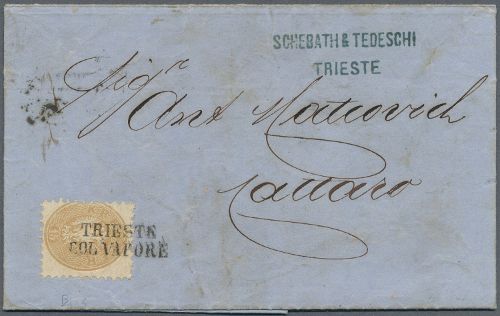 SCHEBATH & TEDESCHI
TRIESTE
Sigr
Ant Matcovich
Cattaro
TRIESTE
COL VAPORE